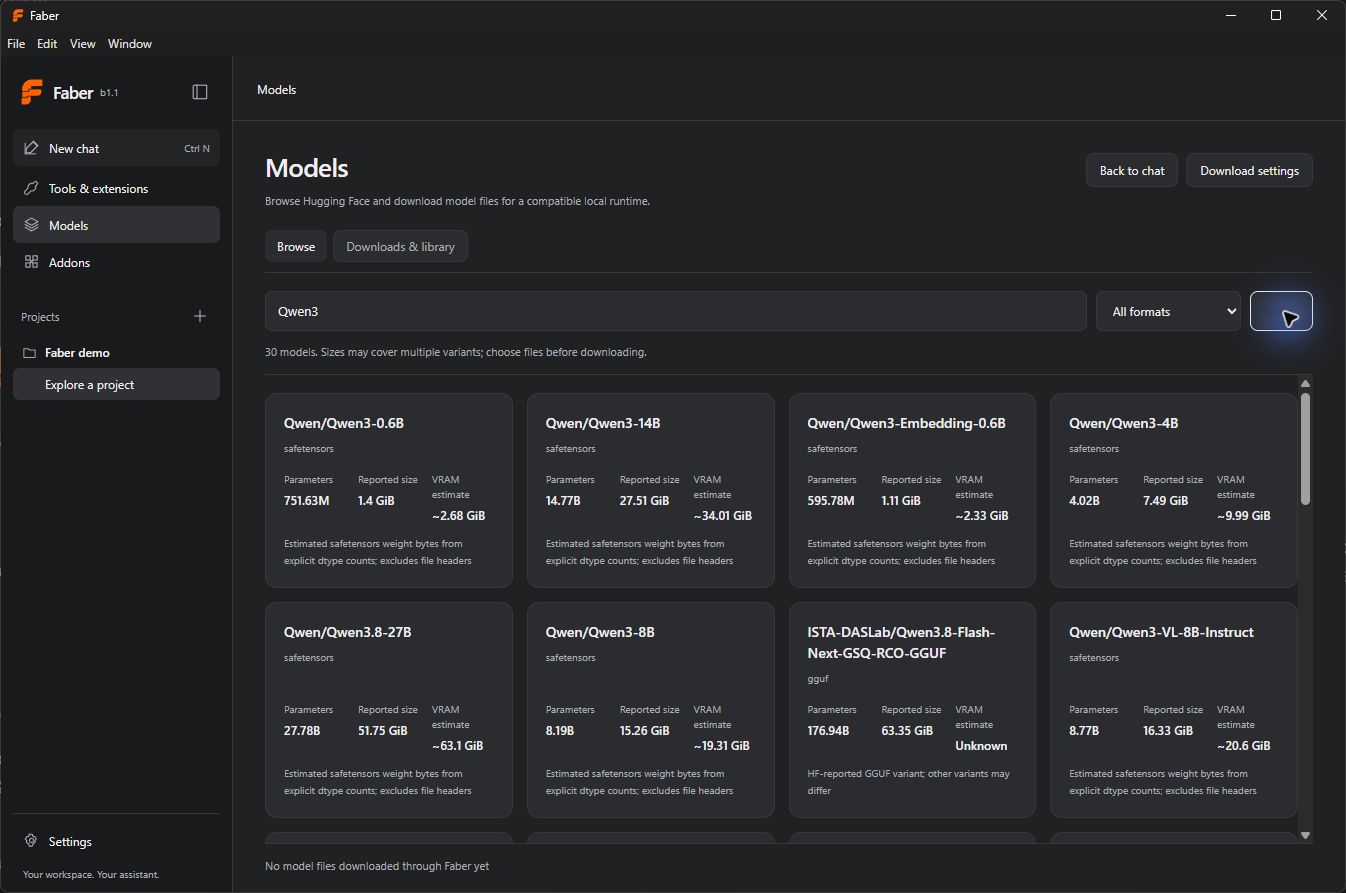 Faber
File Edit View Window
Faber b1.1
New chat Ctrl N
Tools & extensions
Models
Addons
Projects
Faber demo
Explore a project
Settings
Your workspace. Your assistant.
Models
Models
Browse Hugging Face and download model files for a compatible local runtime.
Back to chat
Download settings
Browse
Downloads & library
Qwen3
All formats
30 models. Sizes may cover multiple variants; choose files before downloading.
Qwen/Qwen3-0.6B
safetensors
Parameters
751.63M
Reported size
1.4 GiB
VRAM
estimate
~2.68 GiB
Estimated safetensors weight bytes from
explicit dtype counts; excludes file headers
Qwen/Qwen3-14B
safetensors
Parameters
14.77B
Reported size
27.51 GiB
VRAM
estimate
~34.01 GiB
Estimated safetensors weight bytes from
explicit dtype counts; excludes file headers
Qwen/Qwen3-Embedding-0.6B
safetensors
Parameters
595.78M
Reported size
1.11 GiB
VRAM
estimate
~2.33 GiB
Estimated safetensors weight bytes from
explicit dtype counts; excludes file headers
Qwen/Qwen3-4B
safetensors
Parameters
4.02B
Reported size
7.49 GiB
VRAM
estimate
~9.99 GiB
Estimated safetensors weight bytes from
explicit dtype counts; excludes file headers
Qwen/Qwen3.8-27B
safetensors
Parameters
27.78B
Reported size
51.75 GiB
VRAM
estimate
~63.1 GiB
Estimated safetensors weight bytes from
explicit dtype counts; excludes file headers
Qwen/Qwen3-8B
safetensors
Parameters
8.19B
Reported size
15.26 GiB
VRAM
estimate
~19.31 GiB
Estimated safetensors weight bytes from
explicit dtype counts; excludes file headers
ISTA-DASLab/Qwen3.8-Flash-
Next-GSQ-RCO-GGUF
gguf
Parameters
176.94B
Reported size
63.35 GiB
VRAM
estimate
Unknown
HF-reported GGUF variant; other variants may
differ
Qwen/Qwen3-VL-8B-Instruct
safetensors
Parameters
8.77B
Reported size
16.33 GiB
VRAM
estimate
~20.6 GiB
Estimated safetensors weight bytes from
explicit dtype counts; excludes file headers
No model files downloaded through Faber yet